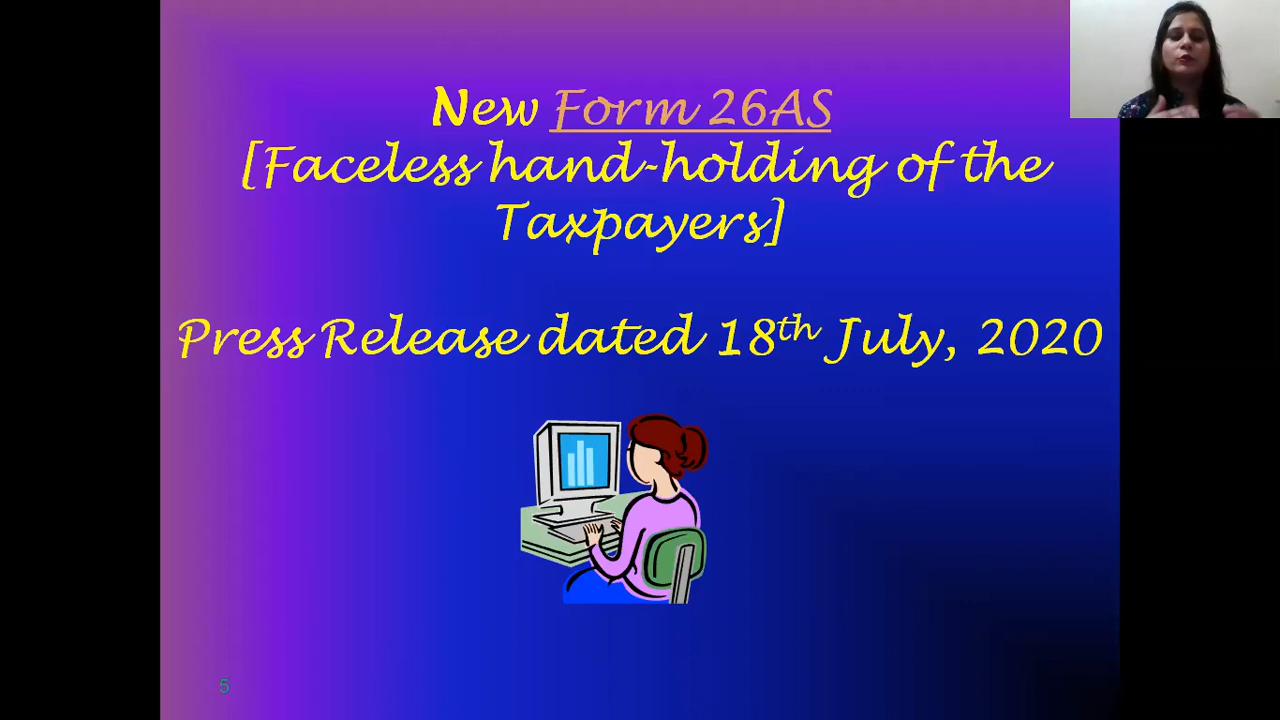 New Form 26AS
[Faceless hand-holding of the
Taxpayers]
Press Release dated 18th July, 2020
5